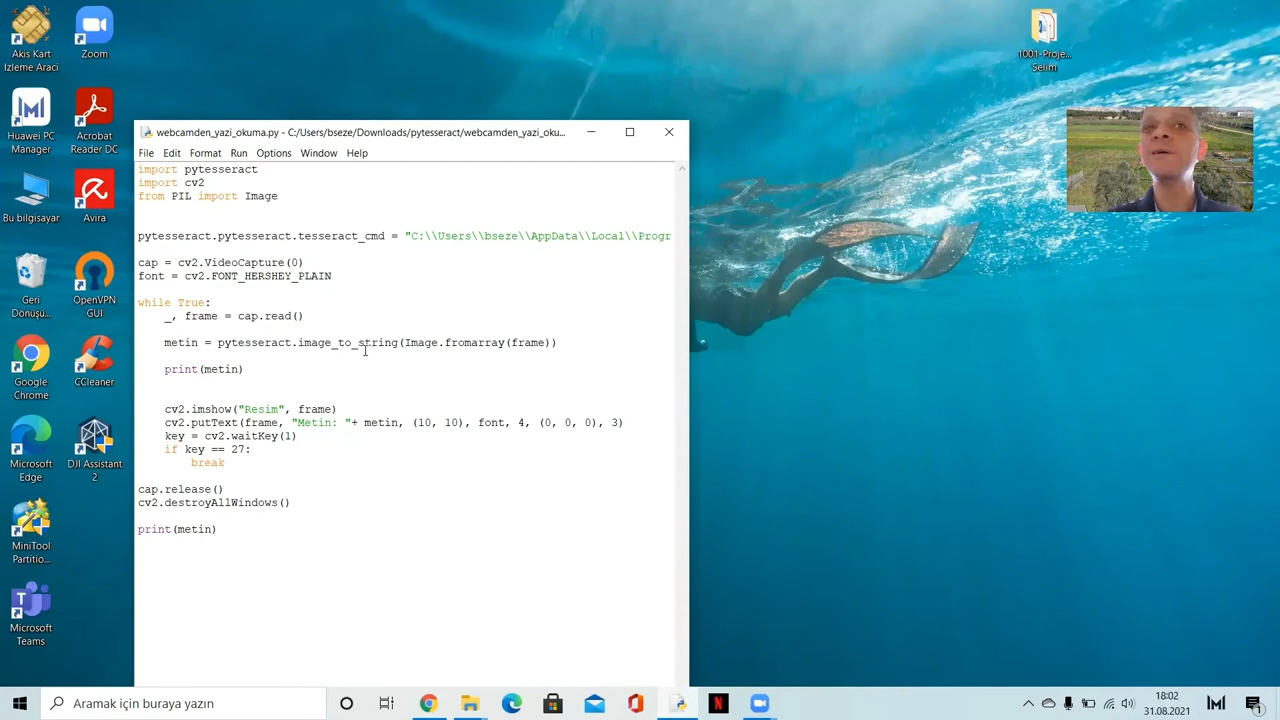 Akis Kart
Izleme Araci
Zoom
1001-Proje...
Selim
Huawei PC
Manager
Acrobat
Reader DC
Bu bilgisayar
Avira
Geri
Dönüşü...
OpenVPN
GUI
Google
Chrome
CCleaner
Microsoft
Edge
DJI Assistant
2
MiniTool
Partitio...
Microsoft
Teams
webcamden_yazi_okuma.py - C:/Users/bseze/Downloads/pytesseract/webcamden_yazi_oku...
File Edit Format Run Options Window Help
import pytesseract
import cv2
from PIL import Image
pytesseract.pytesseract.tesseract_cmd = "C:\\Users\\bseze\\AppData\\Local\\Progr
cap = cv2.VideoCapture(0)
font = cv2.FONT_HERSHEY_PLAIN
while True:
    _, frame = cap.read()
    metin = pytesseract.image_to_string(Image.fromarray(frame))
    print(metin)
    cv2.imshow("Resim", frame)
    cv2.putText(frame, "Metin: "+ metin, (10, 10), font, 4, (0, 0, 0), 3)
    key = cv2.waitKey(1)
    if key == 27:
        break
cap.release()
cv2.destroyAllWindows()
print(metin)
Aramak için buraya yazın
18:02
31.08.2021